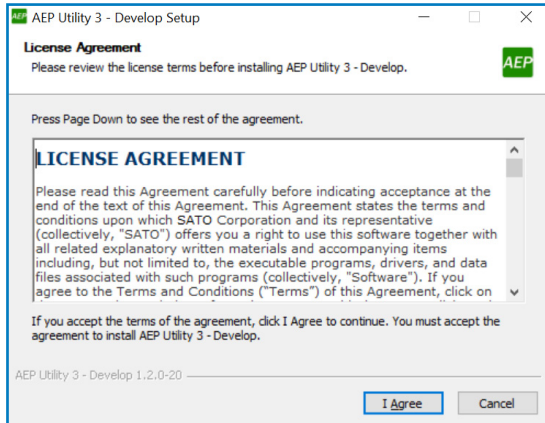 AEP AEP Utility 3 - Develop Setup
License Agreement
Please review the license terms before installing AEP Utility 3 - Develop.
AEP
Press Page Down to see the rest of the agreement.
LICENSE AGREEMENT
Please read this Agreement carefully before indicating acceptance at the
end of the text of this Agreement. This Agreement states the terms and
conditions upon which SATO Corporation and its representative
(collectively, "SATO") offers you a right to use this software together with
all related explanatory written materials and accompanying items
including, but not limited to, the executable programs, drivers, and data
files associated with such programs (collectively, "Software"). If you
agree to the Terms and Conditions ("Terms") of this Agreement, click on
If you accept the terms of the agreement, click I Agree to continue. You must accept the
agreement to install AEP Utility 3 - Develop.
AEP Utility 3 - Develop 1.2.0-20
I Agree
Cancel